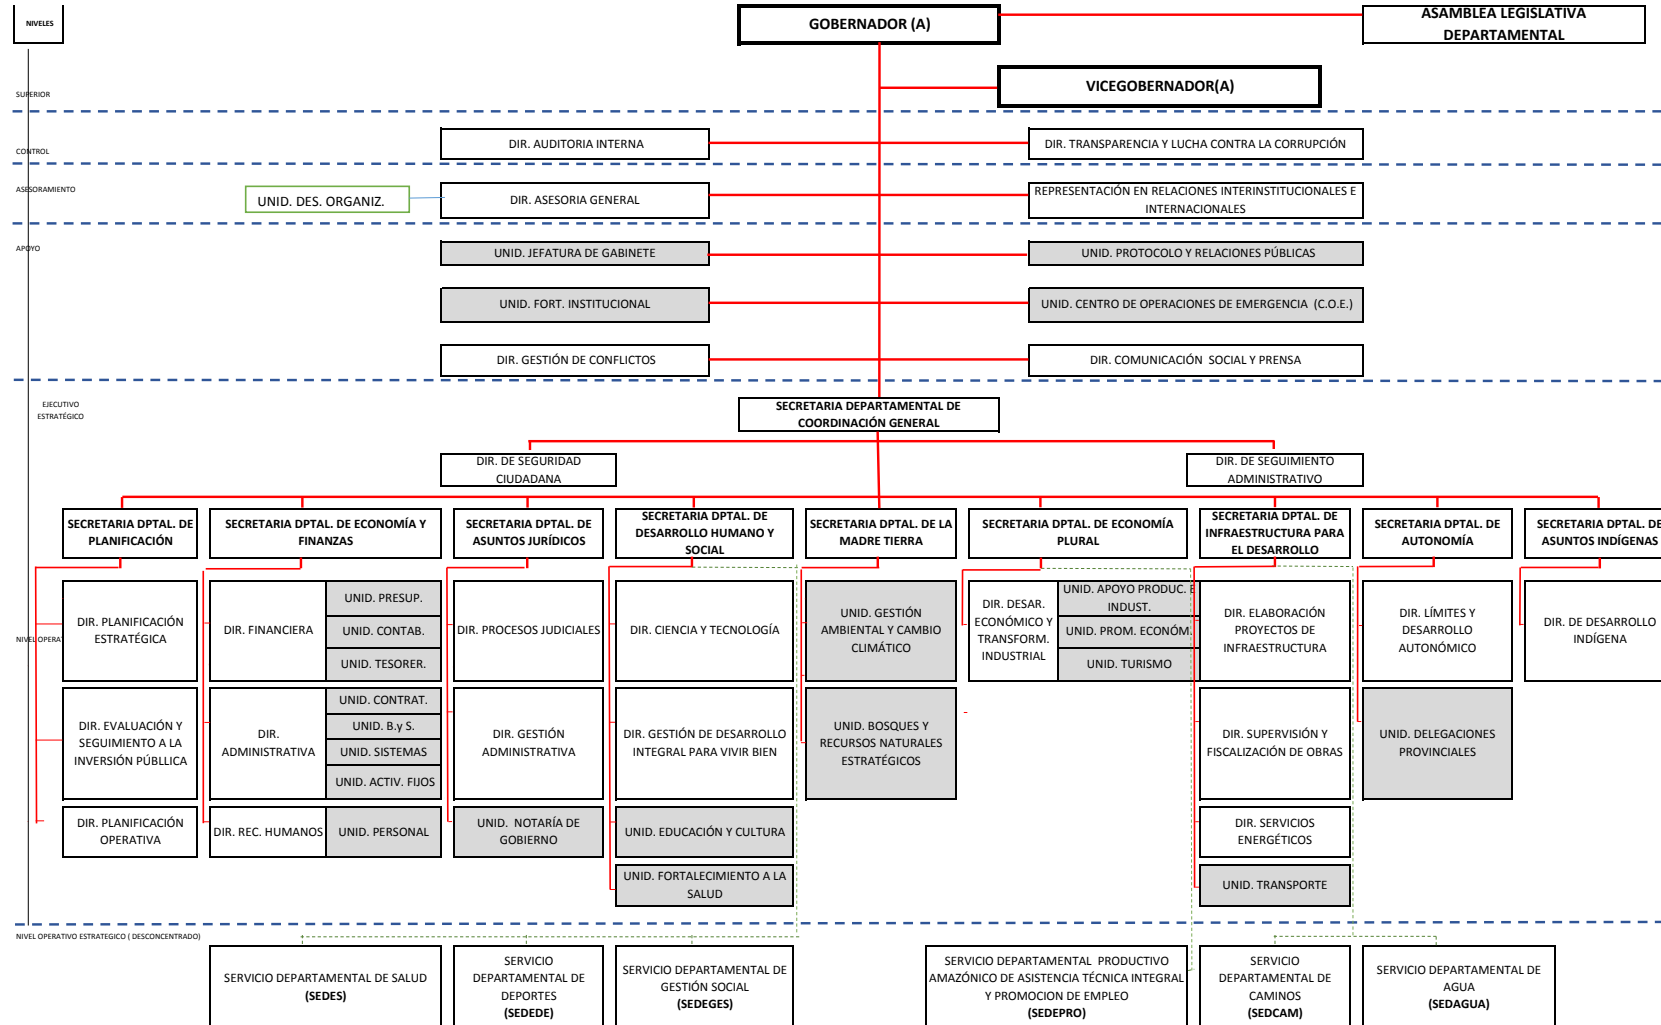 NIVELES
GOBERNADOR (A)
ASAMBLEA LEGISLATIVA
DEPARTAMENTAL
VICEGOBERNADOR(A)
SUPERIOR
DIR. AUDITORIA INTERNA
DIR. TRANSPARENCIA Y LUCHA CONTRA LA CORRUPCIÓN
CONTROL
ASESORAMIENTO
UNID. DES. ORGANIZ.
DIR. ASESORIA GENERAL
REPRESENTACIÓN EN RELACIONES INTERINSTITUCIONALES E
INTERNACIONALES
APOYO
UNID. JEFATURA DE GABINETE
UNID. PROTOCOLO Y RELACIONES PÚBLICAS
UNID. FORT. INSTITUCIONAL
UNID. CENTRO DE OPERACIONES DE EMERGENCIA (C.O.E.)
DIR. GESTIÓN DE CONFLICTOS
DIR. COMUNICACIÓN SOCIAL Y PRENSA
EJECUTIVO
ESTRATÉGICO
SECRETARIA DEPARTAMENTAL DE
COORDINACIÓN GENERAL
DIR. DE SEGURIDAD
CIUDADANA
DIR. DE SEGUIMIENTO
ADMINISTRATIVO
SECRETARIA DPTAL. DE
PLANIFICACIÓN
SECRETARIA DPTAL. DE ECONOMÍA Y
FINANZAS
SECRETARIA DPTAL. DE
ASUNTOS JURÍDICOS
SECRETARIA DPTAL. DE
DESARROLLO HUMANO Y
SOCIAL
SECRETARIA DPTAL. DE LA
MADRE TIERRA
SECRETARIA DPTAL. DE ECONOMÍA
PLURAL
SECRETARIA DPTAL. DE
INFRAESTRUCTURA PARA
EL DESARROLLO
SECRETARIA DPTAL. DE
AUTONOMÍA
SECRETARIA DPTAL. DE
ASUNTOS INDÍGENAS
NIVEL OPERAT
DIR. PLANIFICACIÓN
ESTRATÉGICA
DIR. FINANCIERA
UNID. PRESUP.
UNID. CONTAB.
UNID. TESORER.
DIR. PROCESOS JUDICIALES
DIR. CIENCIA Y TECNOLOGÍA
UNID. GESTIÓN
AMBIENTAL Y CAMBIO
CLIMÁTICO
DIR. DESAR.
ECONÓMICO Y
TRANSFORM.
INDUSTRIAL
UNID. APOYO PRODUC. E
INDUST.
UNID. PROM. ECONÓM.
UNID. TURISMO
DIR. ELABORACIÓN
PROYECTOS DE
INFRAESTRUCTURA
DIR. LÍMITES Y
DESARROLLO
AUTONÓMICO
DIR. DE DESARROLLO
INDÍGENA
DIR. EVALUACIÓN Y
SEGUIMIENTO A LA
INVERSIÓN PÚBLLICA
DIR.
ADMINISTRATIVA
UNID. CONTRAT.
UNID. B.y S.
UNID. SISTEMAS
UNID. ACTIV. FIJOS
DIR. GESTIÓN
ADMINISTRATIVA
DIR. GESTIÓN DE DESARROLLO
INTEGRAL PARA VIVIR BIEN
UNID. BOSQUES Y
RECURSOS NATURALES
ESTRATÉGICOS
DIR. SUPERVISIÓN Y
FISCALIZACIÓN DE OBRAS
UNID. DELEGACIONES
PROVINCIALES
DIR. PLANIFICACIÓN
OPERATIVA
DIR. REC. HUMANOS
UNID. PERSONAL
UNID. NOTARÍA DE
GOBIERNO
UNID. EDUCACIÓN Y CULTURA
DIR. SERVICIOS
ENERGÉTICOS
UNID. FORTALECIMIENTO A LA
SALUD
UNID. TRANSPORTE
NIVEL OPERATIVO ESTRATEGICO ( DESCONCENTRADO)
SERVICIO DEPARTAMENTAL DE SALUD
(SEDES)
SERVICIO
DEPARTAMENTAL DE
DEPORTES
(SEDEDE)
SERVICIO DEPARTAMENTAL DE
GESTIÓN SOCIAL
(SEDEGES)
SERVICIO DEPARTAMENTAL PRODUCTIVO
AMAZÓNICO DE ASISTENCIA TÉCNICA INTEGRAL
Y PROMOCION DE EMPLEO
(SEDEPRO)
SERVICIO
DEPARTAMENTAL DE
CAMINOS
(SEDCAM)
SERVICIO DEPARTAMENTAL DE
AGUA
(SEDAGUA)